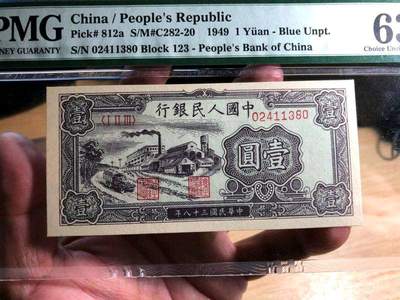 PMG
NEY GUARANTY
China / People's Republic
Pick# 812a S/M#C282-20 1949 1 Yüan - Blue Unpt.
S/N 02411380 Block 123 - People's Bank of China
63
Choice Un
行銀民人國中
壹
壹
〈I II III〉
02411380
圓壹
壹
壹
年八十三國民華中